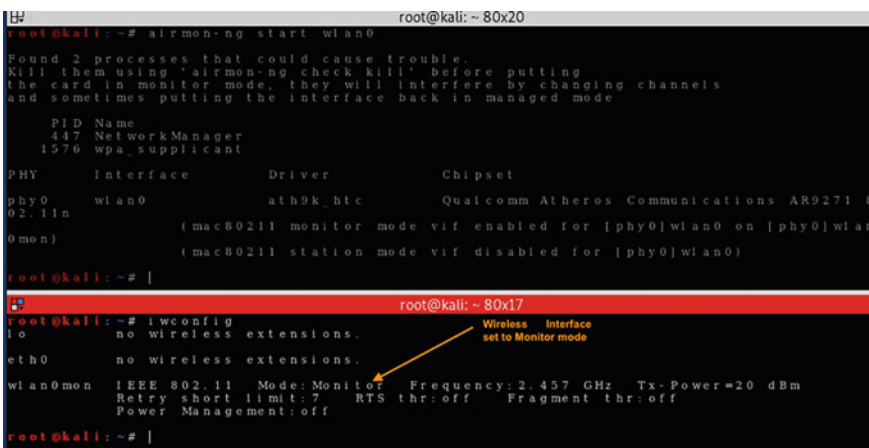 root@kali: ~ 80x20
root@kali:~# airmon-ng start wlan0
Found 2 processes that could cause trouble.
Kill them using 'airmon-ng check kill' before putting
the card in monitor mode, they will interfere by changing channels
and sometimes putting the interface back in managed mode
PID Name
447 NetworkManager
1576 wpa_supplicant
PHY Interface Driver Chipset
phy0 wlan0 ath9k_htc Qualcomm Atheros Communications AR9271 8
02.11n
(mac80211 monitor mode vif enabled for [phy0]wlan0 on [phy0]wlan
0mon)
(mac80211 station mode vif disabled for [phy0]wlan0)
root@kali:~#
root@kali: ~ 80x17
root@kali:~# iwconfig
lo no wireless extensions.
Wireless Interface
set to Monitor mode
eth0 no wireless extensions.
wlan0mon IEEE 802.11 Mode:Monitor Frequency:2.457 GHz Tx-Power=20 dBm
Retry short limit:7 RTS thr:off Fragment thr:off
Power Management:off
root@kali:~#